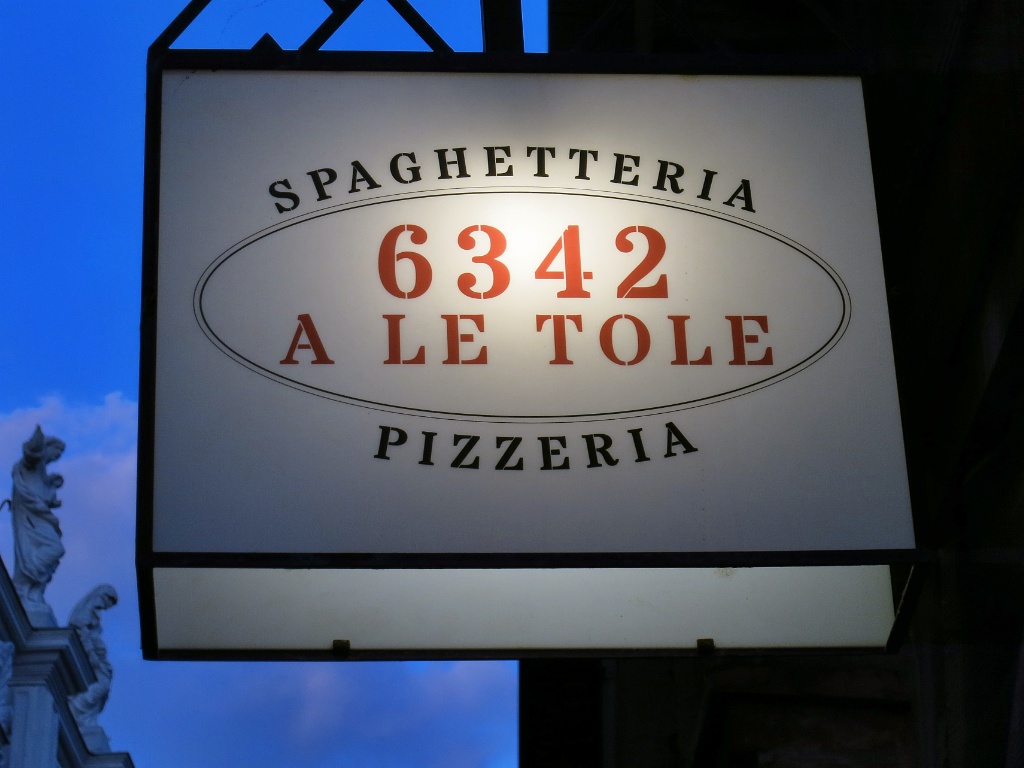 SPAGHETTERIA
6342
A LE TOLE
PIZZERIA